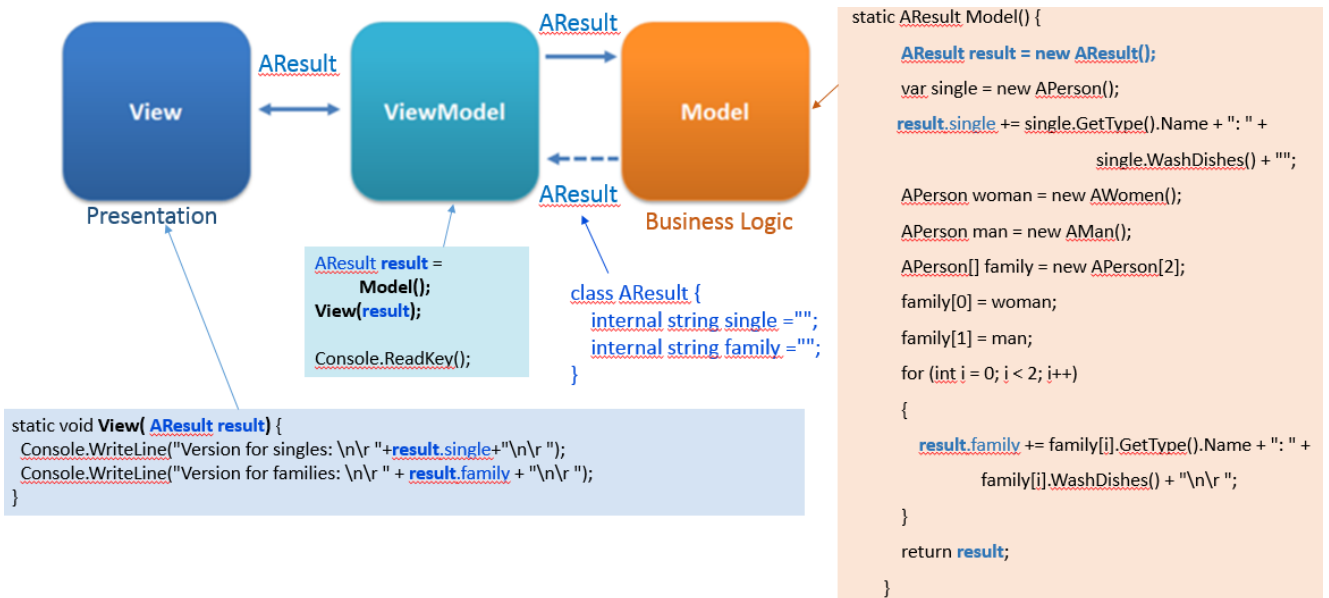 View
Presentation
AResult
ViewModel
AResult
AResult
Model
Business Logic
AResult result =
Model();
View(result);
Console.ReadKey();
class AResult {
internal string single ="";
internal string family ="";
}
static void View( AResult result) {
Console.WriteLine("Version for singles: \n\r "+result.single+"\n\r ");
Console.WriteLine("Version for families: \n\r " + result.family + "\n\r ");
}
static AResult Model() {
AResult result = new AResult();
var single = new APerson();
result.single += single.GetType().Name + ": " +
single.WashDishes() + "";
APerson woman = new AWomen();
APerson man = new AMan();
APerson[] family = new APerson[2];
family[0] = woman;
family[1] = man;
for (int i = 0; i < 2; i++)
{
result.family += family[i].GetType().Name + ": " +
family[i].WashDishes() + "\n\r ";
}
return result;
}